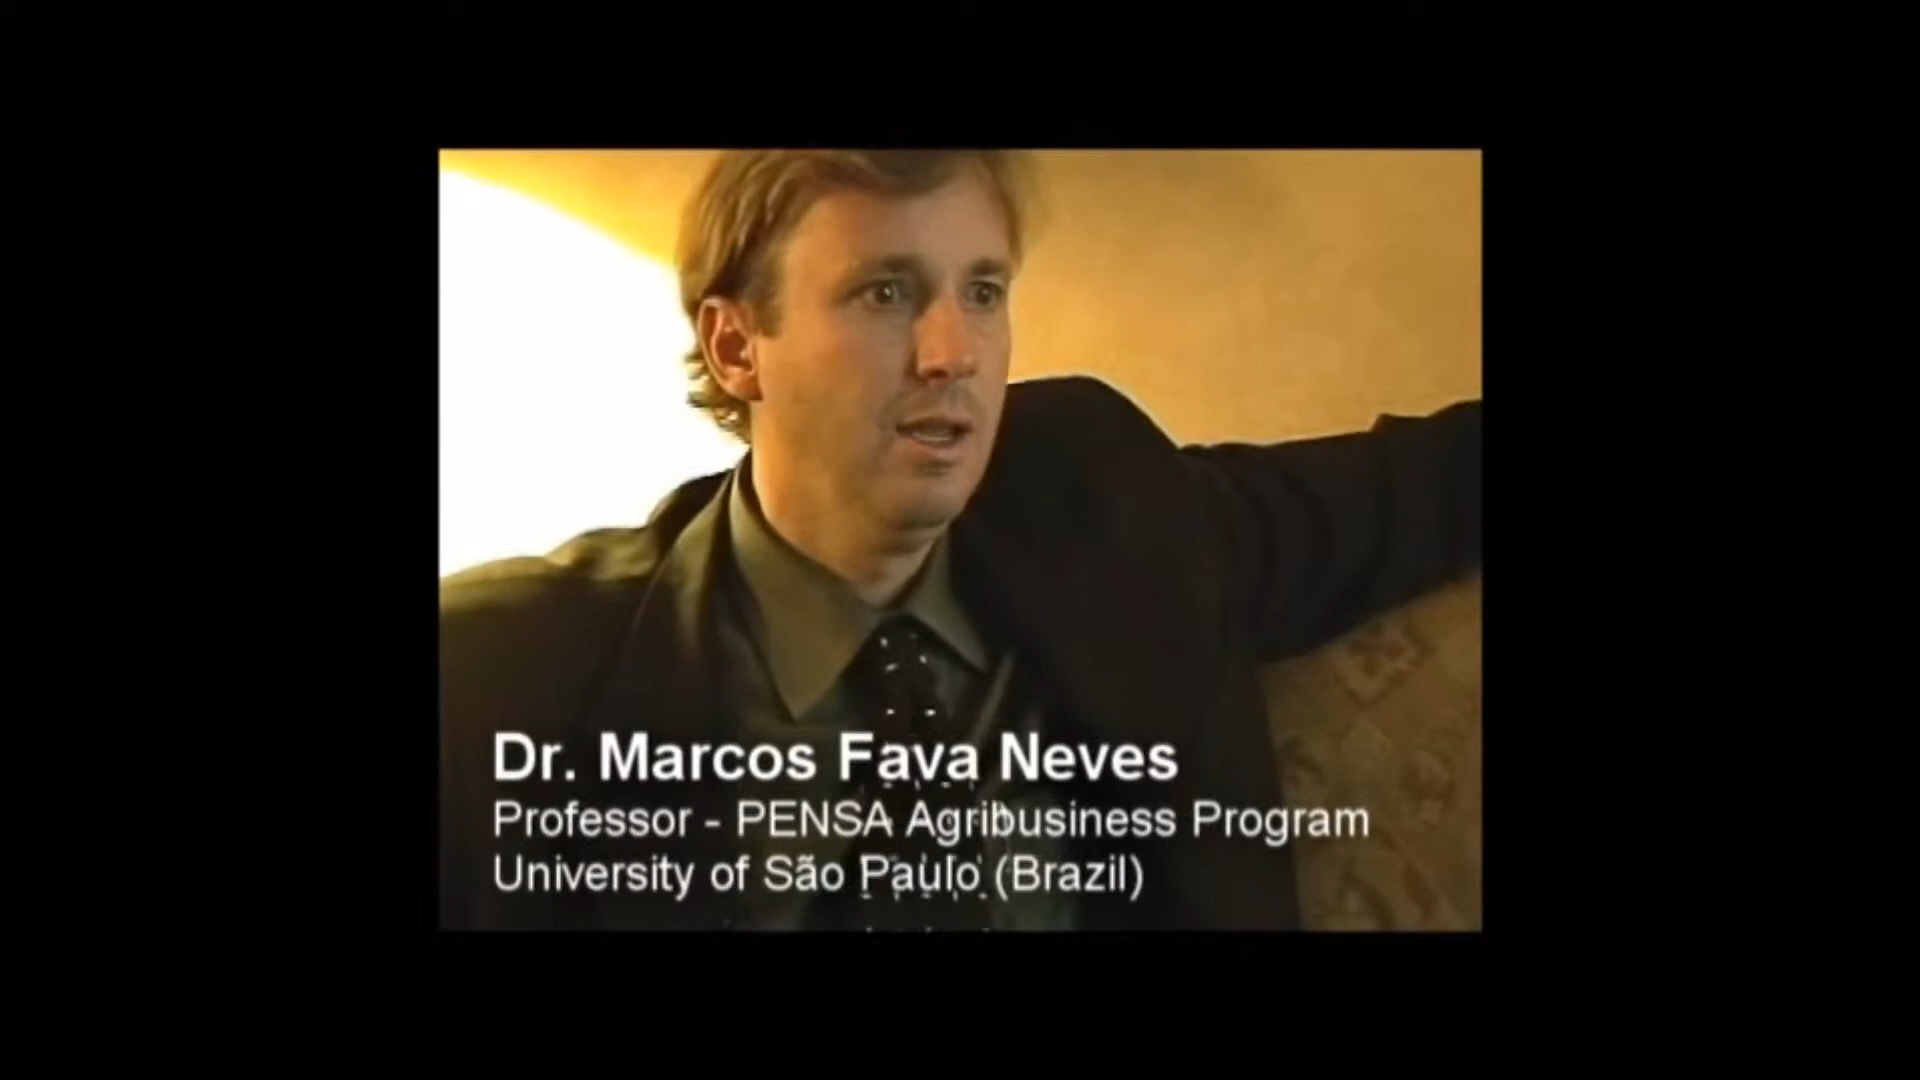 Dr. Marcos Fava Neves
Professor - PENSA Agribusiness Program
University of São Paulo (Brazil)